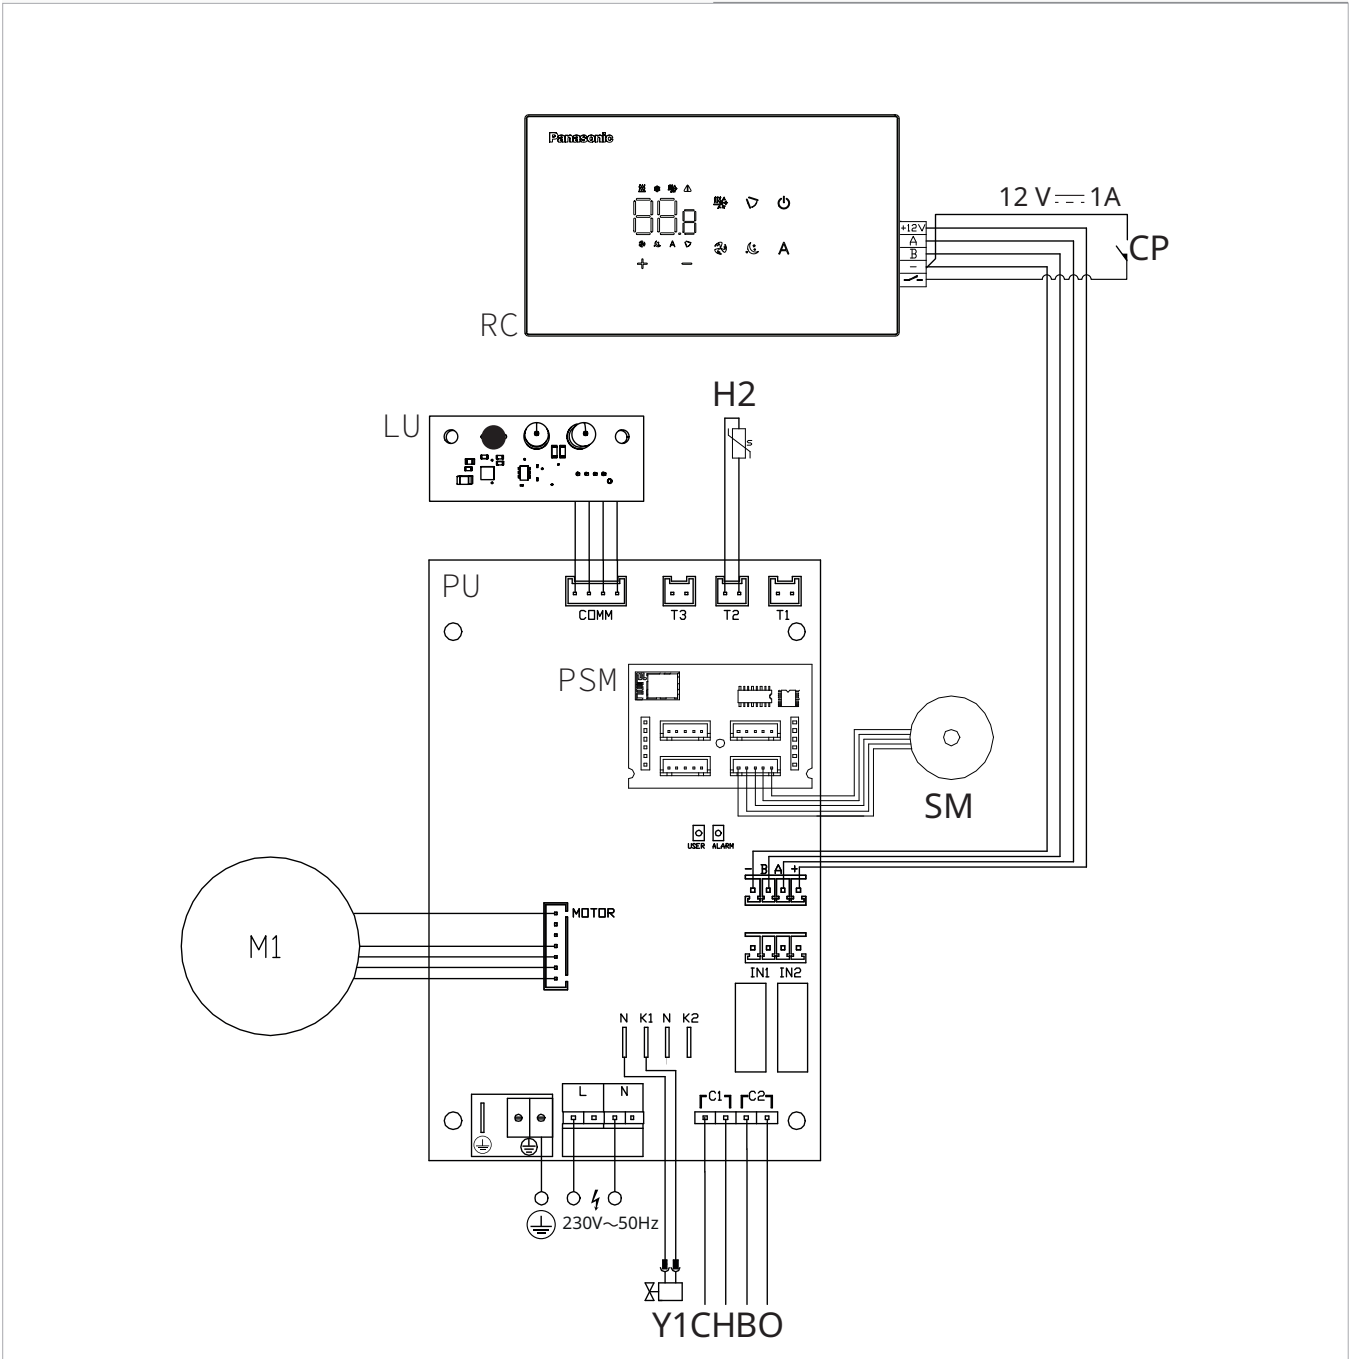 Panasonic
88.8
A
+ −
A
RC
12 V 1A
+12V
A
B
-
CP
LU
H2
S
PU
COMM
T3
T2
T1
PSM
SM
USER
ALARM
- B A +
M1
MOTOR
IN1 IN2
N K1 N K2
L N
C1 C2
230V~50Hz
Y1CHBO